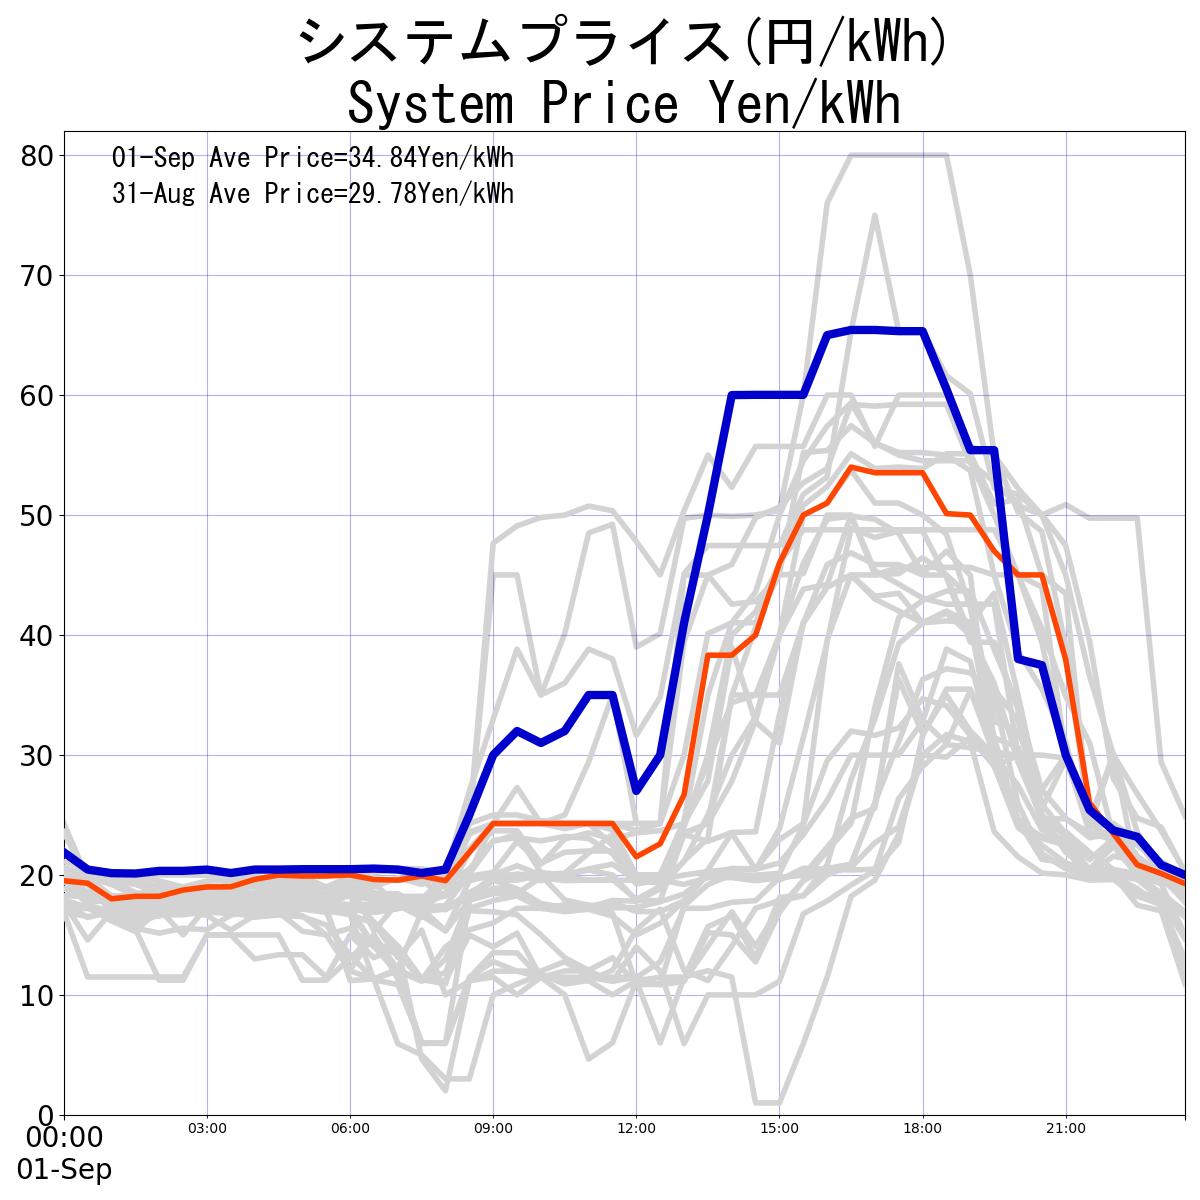 システムプライス(円/kWh)
System Price Yen/kWh
01-Sep Ave Price=34.84Yen/kWh
31-Aug Ave Price=29.78Yen/kWh
80
70
60
50
40
30
20
10
0
00:00 03:00 06:00 09:00 12:00 15:00 18:00 21:00
01-Sep